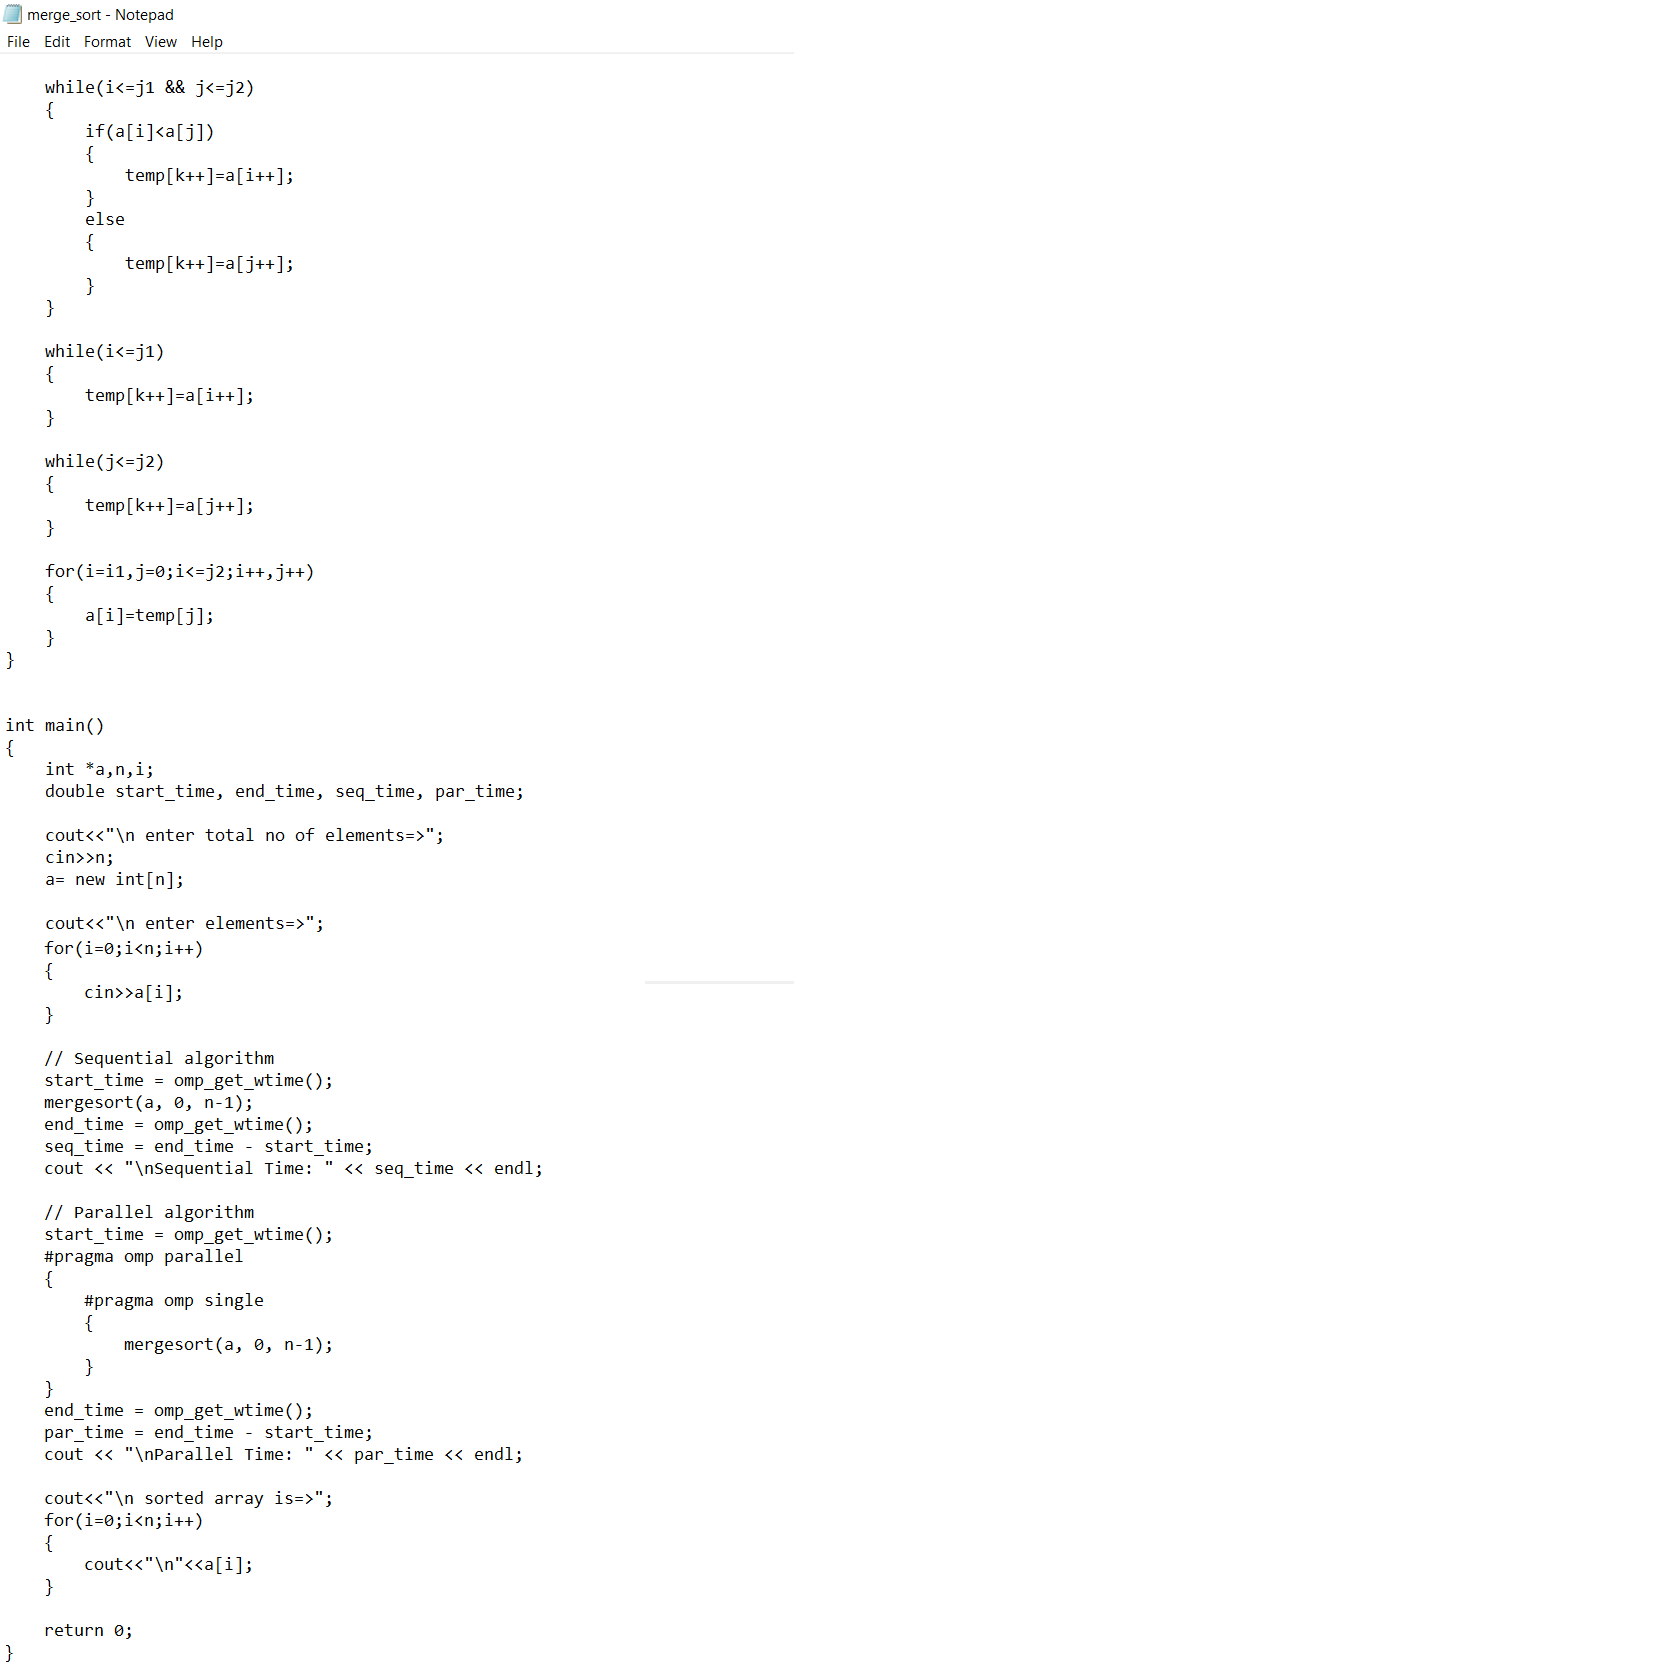 merge_sort - Notepad
File Edit Format View Help
while(i<=j1 && j<=j2)
{
if(a[i]<a[j])
{
temp[k++]=a[i++];
}
else
{
temp[k++]=a[j++];
}
}
while(i<=j1)
{
temp[k++]=a[i++];
}
while(j<=j2)
{
temp[k++]=a[j++];
}
for(i=i1,j=0;i<=j2;i++,j++)
{
a[i]=temp[j];
}
}
int main()
{
int *a,n,i;
double start_time, end_time, seq_time, par_time;
cout<<"\n enter total no of elements=>";
cin>>n;
a= new int[n];
cout<<"\n enter elements=>";
for(i=0;i<n;i++)
{
cin>>a[i];
}
// Sequential algorithm
start_time = omp_get_wtime();
mergesort(a, 0, n-1);
end_time = omp_get_wtime();
seq_time = end_time - start_time;
cout << "\nSequential Time: " << seq_time << endl;
// Parallel algorithm
start_time = omp_get_wtime();
#pragma omp parallel
{
#pragma omp single
{
mergesort(a, 0, n-1);
}
}
end_time = omp_get_wtime();
par_time = end_time - start_time;
cout << "\nParallel Time: " << par_time << endl;
cout<<"\n sorted array is=>";
for(i=0;i<n;i++)
{
cout<<"\n"<<a[i];
}
return 0;
}